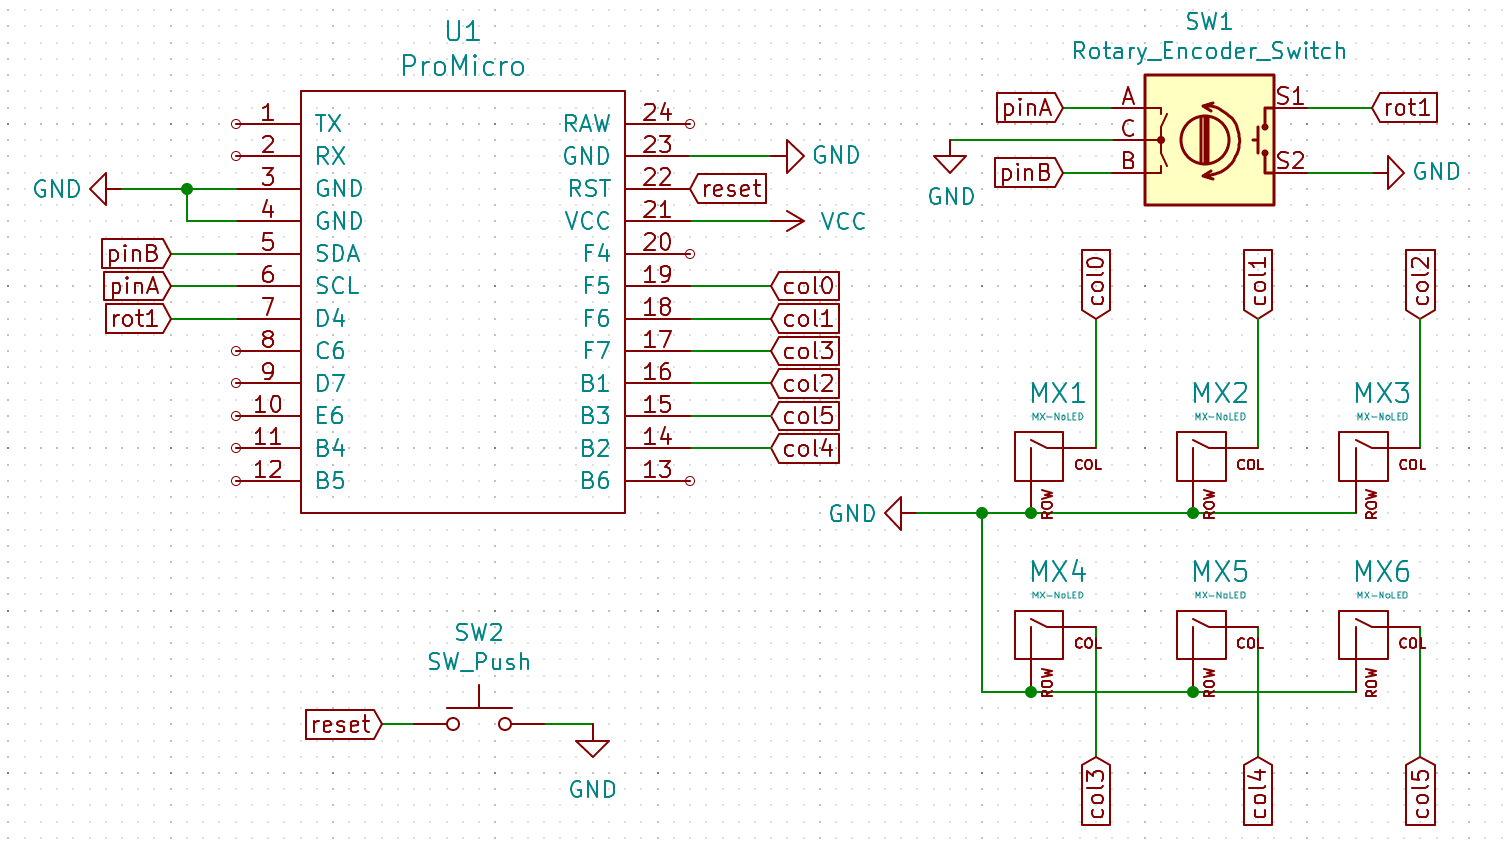 U1
ProMicro
1 TX
2 RX
GND 3 GND
4 GND
pinB 5 SDA
pinA 6 SCL
rot1 7 D4
8 C6
9 D7
10 E6
11 B4
12 B5
RAW 24
GND 23 GND
RST 22 reset
VCC 21 VCC
F4 20
F5 19 col0
F6 18 col1
F7 17 col3
B1 16 col2
B3 15 col5
B2 14 col4
B6 13
SW1
Rotary_Encoder_Switch
pinA A S1 rot1
C
GND
pinB B S2 GND
col0 col1 col2
MX1 MX2 MX3
MX-NoLED MX-NoLED MX-NoLED
COL COL COL
ROW ROW ROW
GND
MX4 MX5 MX6
MX-NoLED MX-NoLED MX-NoLED
COL COL COL
ROW ROW ROW
col3 col4 col5
SW2
SW_Push
reset
GND